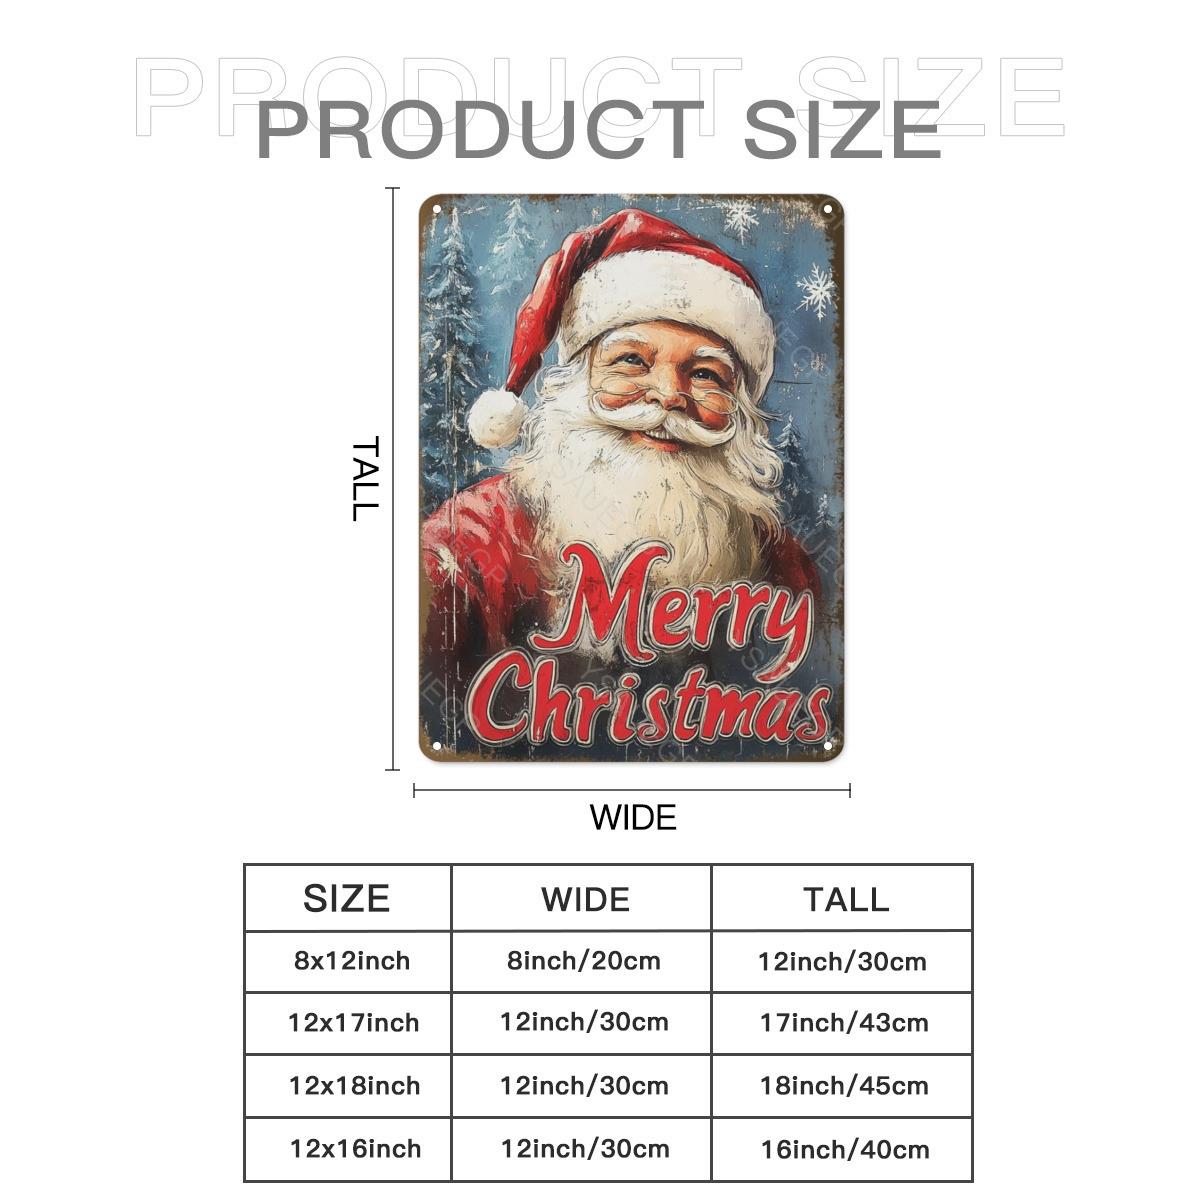 PRODUCT SIZE
PRODUCT SIZE
TALL
Merry
Christmas
WIDE
SIZE WIDE TALL
8x12inch 8inch/20cm 12inch/30cm
12x17inch 12inch/30cm 17inch/43cm
12x18inch 12inch/30cm 18inch/45cm
12x16inch 12inch/30cm 16inch/40cm